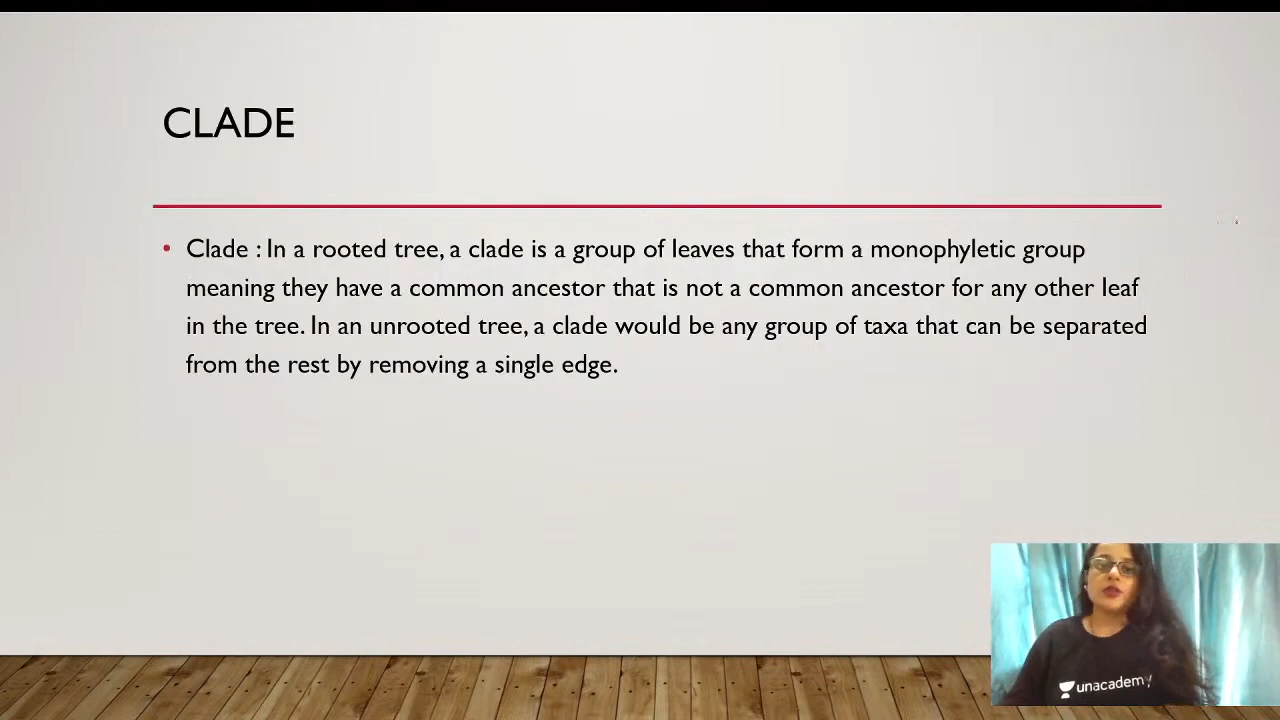 CLADE
• Clade : In a rooted tree, a clade is a group of leaves that form a monophyletic group
meaning they have a common ancestor that is not a common ancestor for any other leaf
in the tree. In an unrooted tree, a clade would be any group of taxa that can be separated
from the rest by removing a single edge.
unacademy